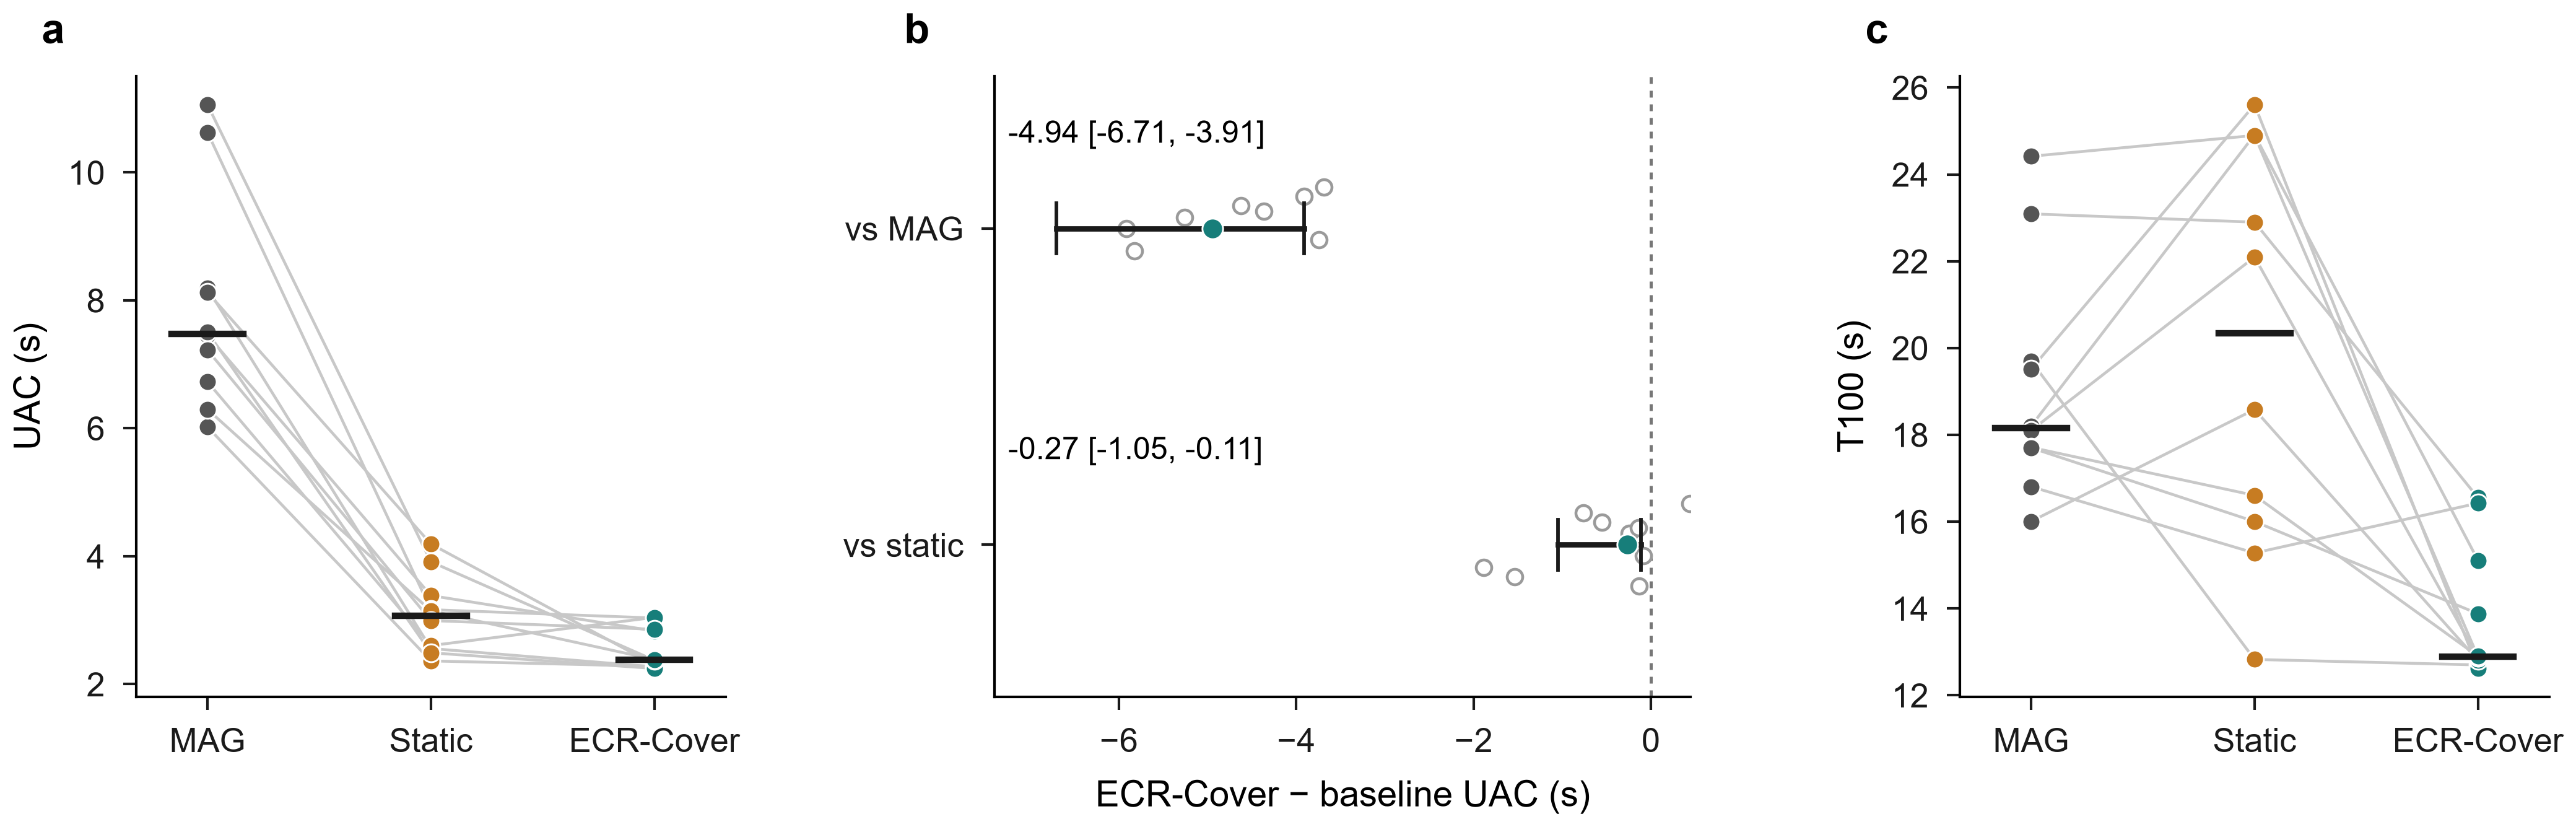 a
UAC (s)
10
8
6
4
2
MAG
Static
ECR-Cover
b
-4.94 [-6.71, -3.91]
vs MAG
-0.27 [-1.05, -0.11]
vs static
−6
−4
−2
0
ECR-Cover − baseline UAC (s)
c
T100 (s)
26
24
22
20
18
16
14
12
MAG
Static
ECR-Cover